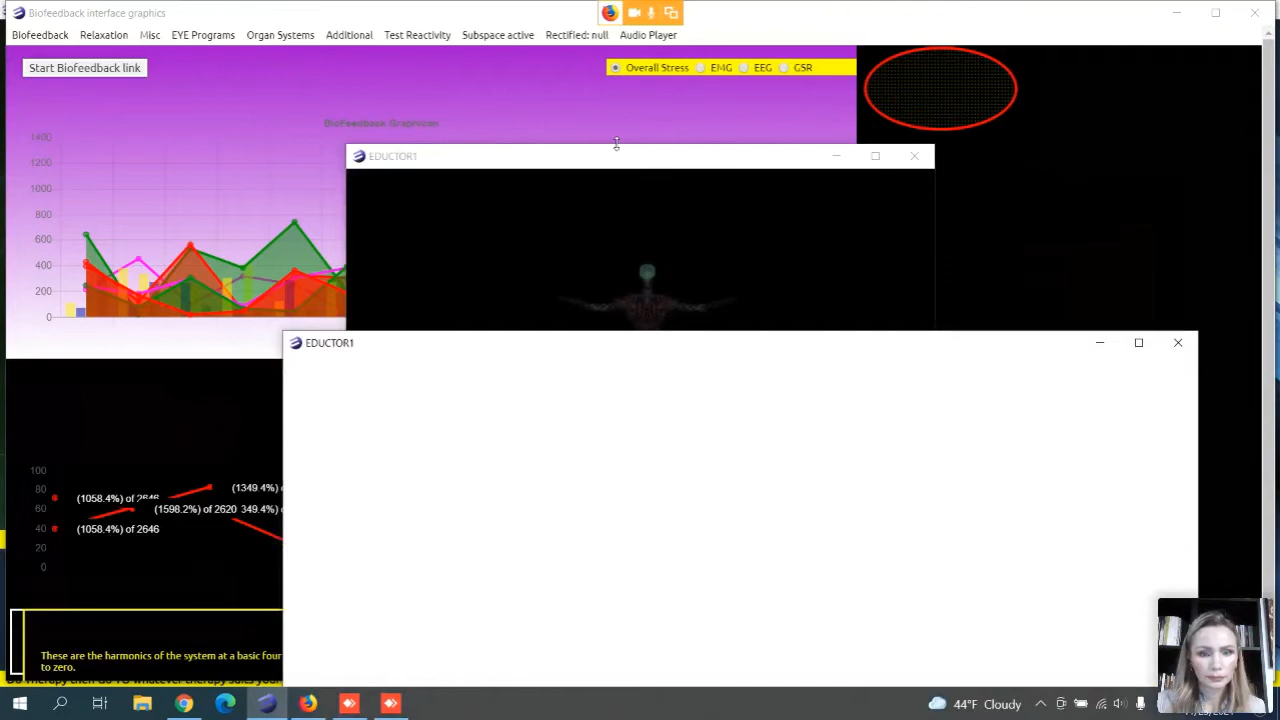 Biofeedback interface graphics
Biofeedback Relaxation Misc EYE Programs Organ Systems Additional Test Reactivity Subspace active Rectified: null Audio Player
Start Biofeedback link
Overall Stress EMG EEG GSR
BioFeedback Graphican
1400
1200
1000
800
600
400
200
0
EDUCTOR1
EDUCTOR1
100
80
60
40
20
0
(1349.4%)
(1058.4%) of 2646
(1598.2%) of 2620 349.4%)
(1058.4%) of 2646
These are the harmonics of the system at a basic four
to zero.
44°F Cloudy